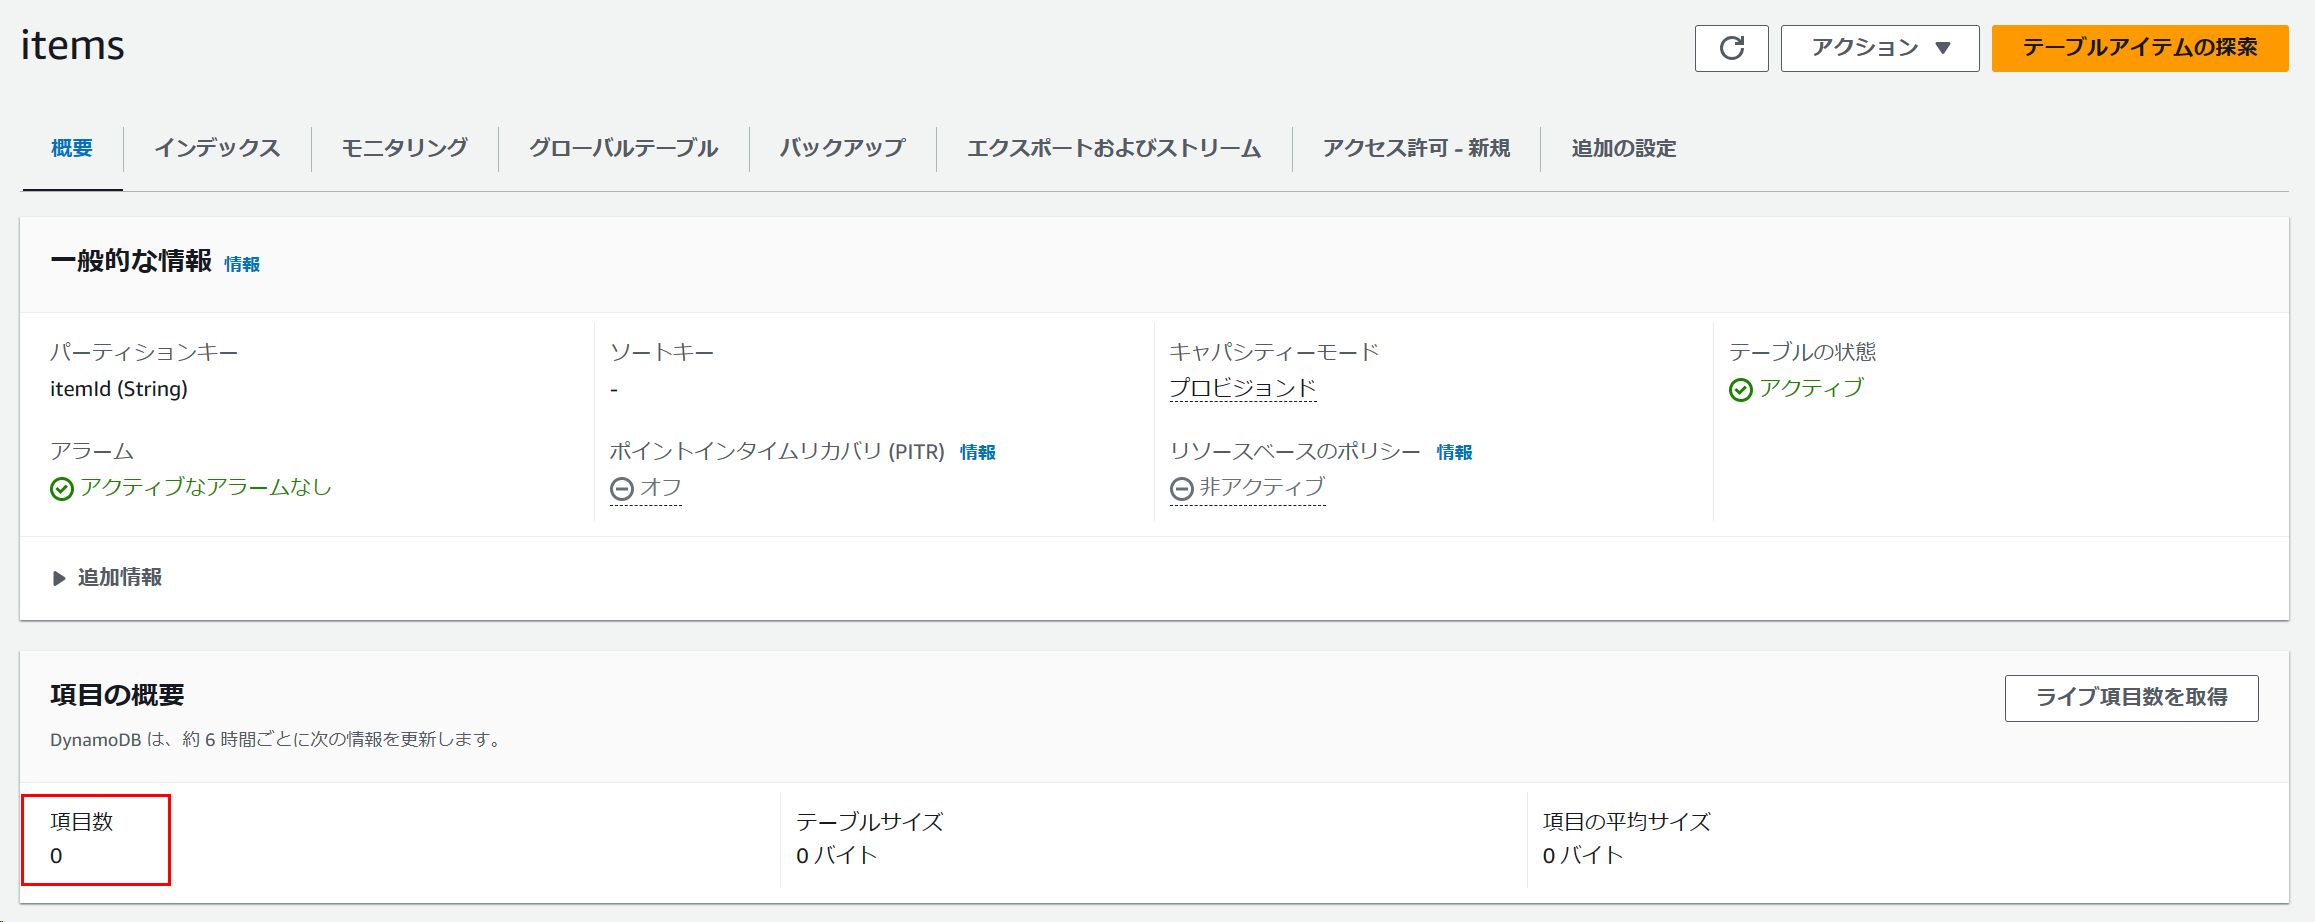 items
アクション ▼
テーブルアイテムの探索
概要
インデックス
モニタリング
グローバルテーブル
バックアップ
エクスポートおよびストリーム
アクセス許可 - 新規
追加の設定
一般的な情報 情報
パーティションキー
itemId (String)
ソートキー
-
キャパシティーモード
プロビジョンド
テーブルの状態
アクティブ
アラーム
アクティブなアラームなし
ポイントインタイムリカバリ (PITR) 情報
オフ
リソースベースのポリシー 情報
非アクティブ
▶ 追加情報
項目の概要
ライブ項目数を取得
DynamoDB は、約 6 時間ごとに次の情報を更新します。
項目数
0
テーブルサイズ
0 バイト
項目の平均サイズ
0 バイト